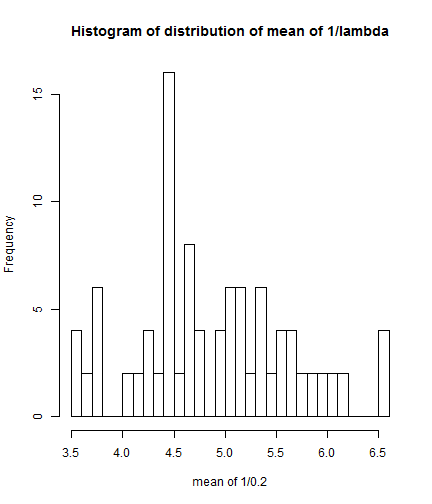 Histogram of distribution of mean of 1/lambda
Frequency
15
10
5
0
3.5 4.0 4.5 5.0 5.5 6.0 6.5
mean of 1/0.2